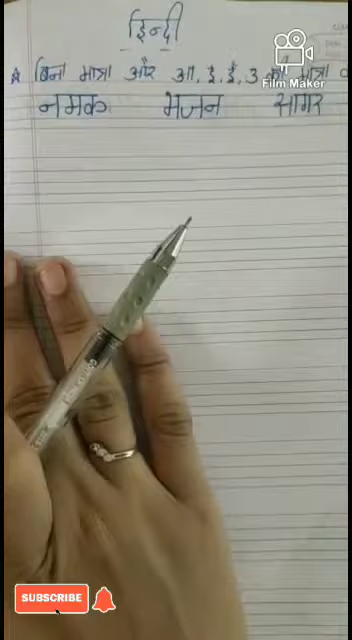 हिन्दी
बिना मात्रा और आ, इ, ई, उ की मात्रा
नमक भजन सागर
Film Maker
SUBSCRIBE